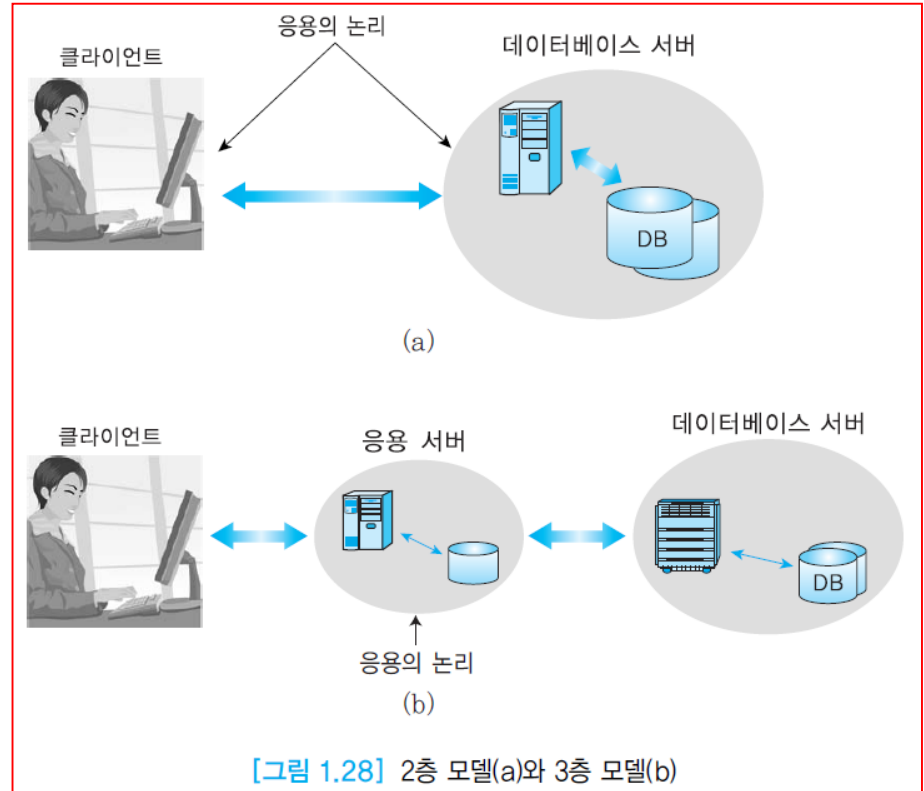 응용의 논리
클라이언트
데이터베이스 서버
DB
(a)
클라이언트
응용 서버
데이터베이스 서버
DB
응용의 논리
(b)
[그림 1.28] 2층 모델(a)와 3층 모델(b)